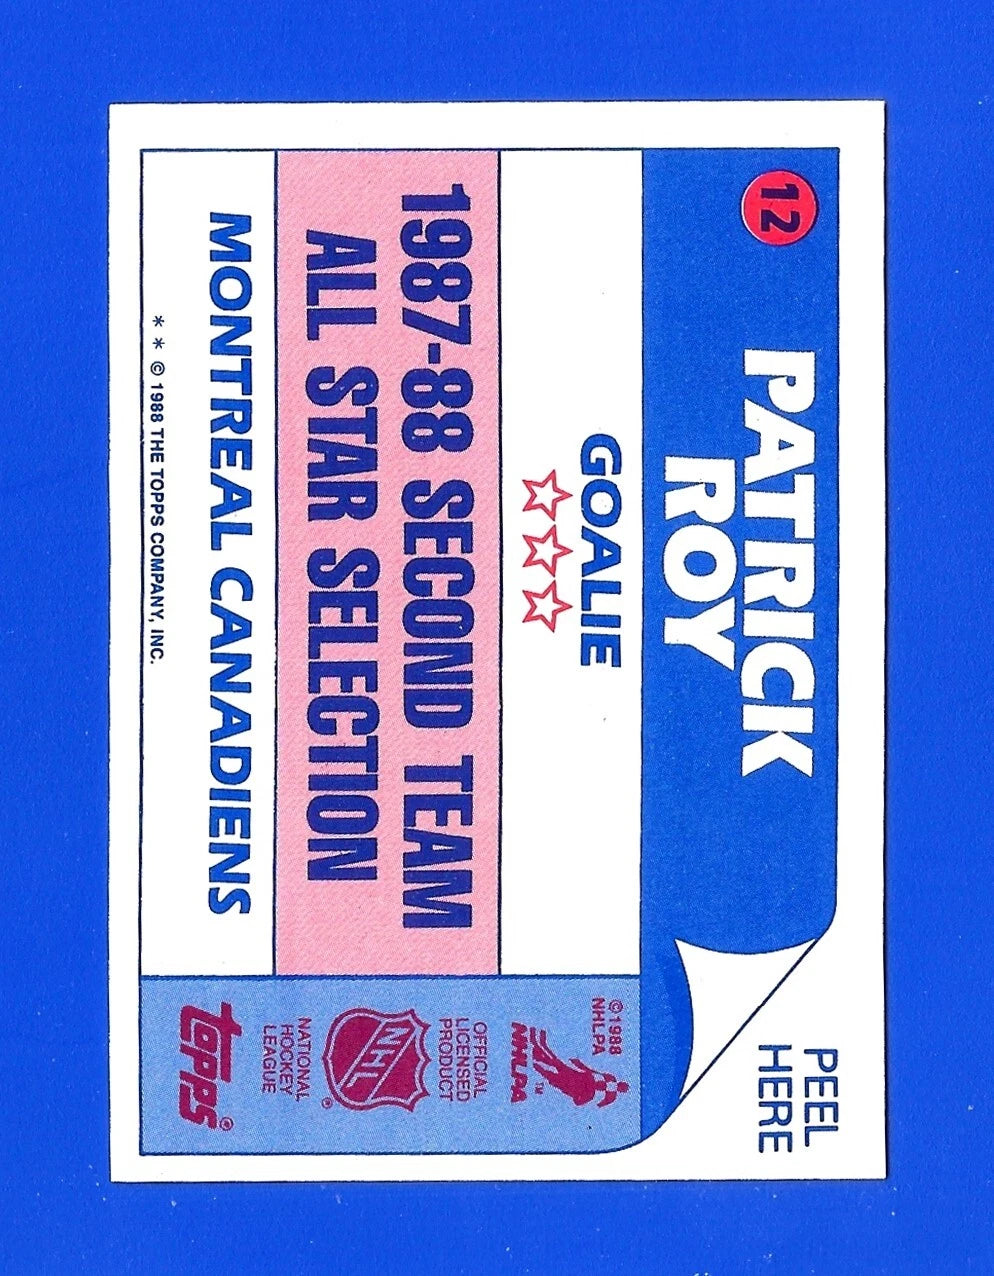 12
PATRICK
ROY
PEEL
HERE
GOALIE
1987-88 SECOND TEAM
ALL STAR SELECTION
MONTREAL CANADIENS
* * © 1988 THE TOPPS COMPANY, INC.
©1988
NHLPA
NHLPA™
OFFICIAL
LICENSED
PRODUCT
NHL®
NATIONAL
HOCKEY
LEAGUE
topps®